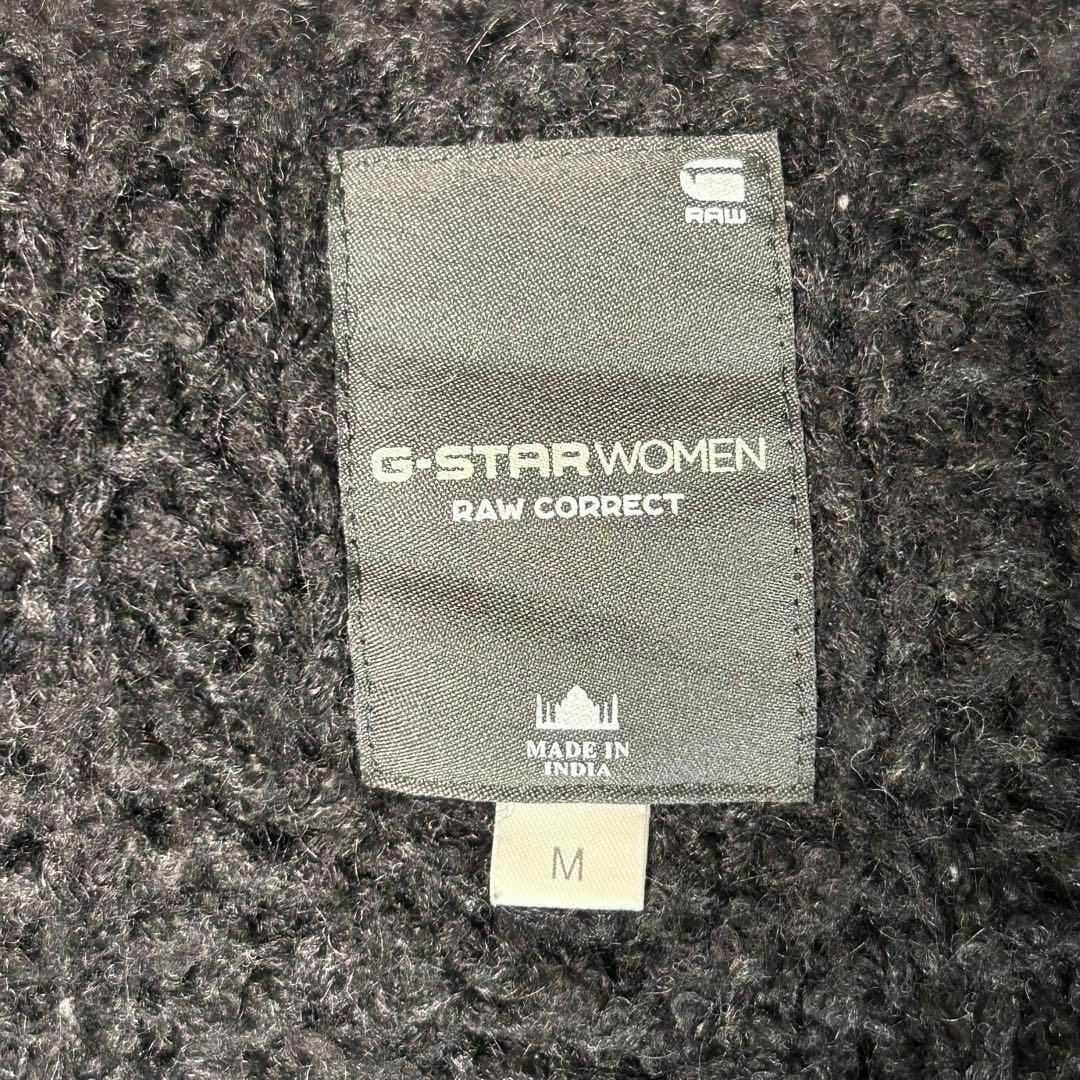 RAW
G-STAR WOMEN
RAW CORRECT
MADE IN
INDIA
M